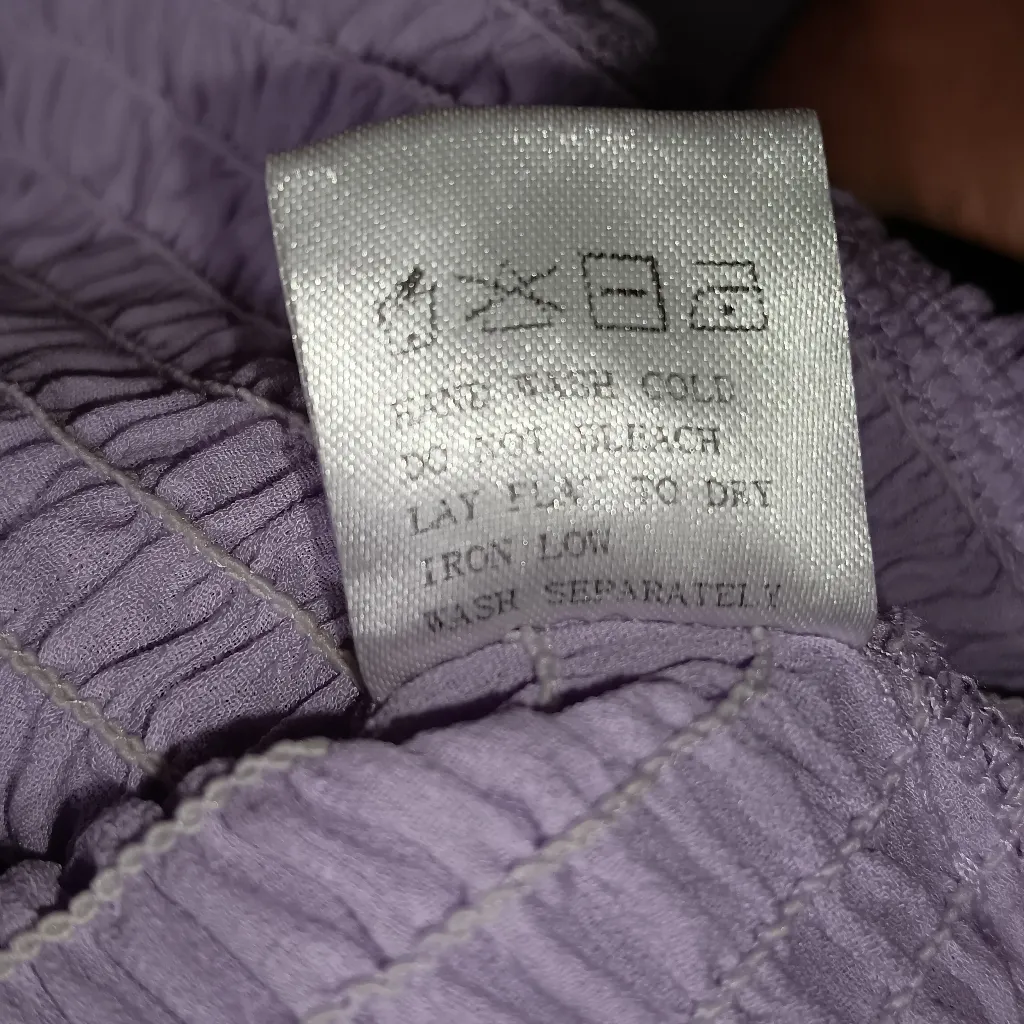 HAND WASH COLD
DO NOT BLEACH
LAY FLAT TO DRY
IRON LOW
WASH SEPARATELY